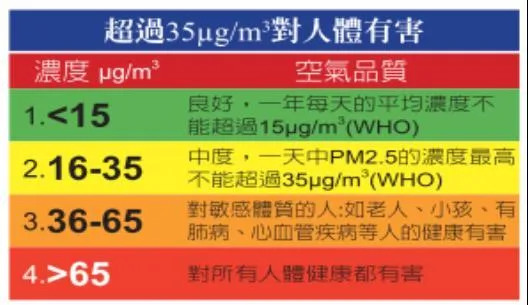 超過35μg/m³對人體有害
濃度 μg/m³ 空氣品質
1.<15 良好，一年每天的平均濃度不
能超過15μg/m³(WHO)
2.16-35 中度，一天中PM2.5的濃度最高
不能超過35μg/m³(WHO)
3.36-65 對敏感體質的人:如老人、小孩、有
肺病、心血管疾病等人的健康有害
4.>65 對所有人體健康都有害